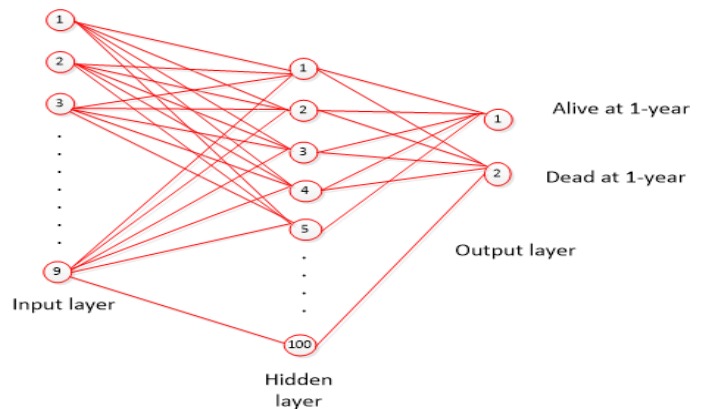 1
2
3
9
Input layer
1
2
3
4
5
100
Hidden
layer
1
2
Output layer
Alive at 1-year
Dead at 1-year